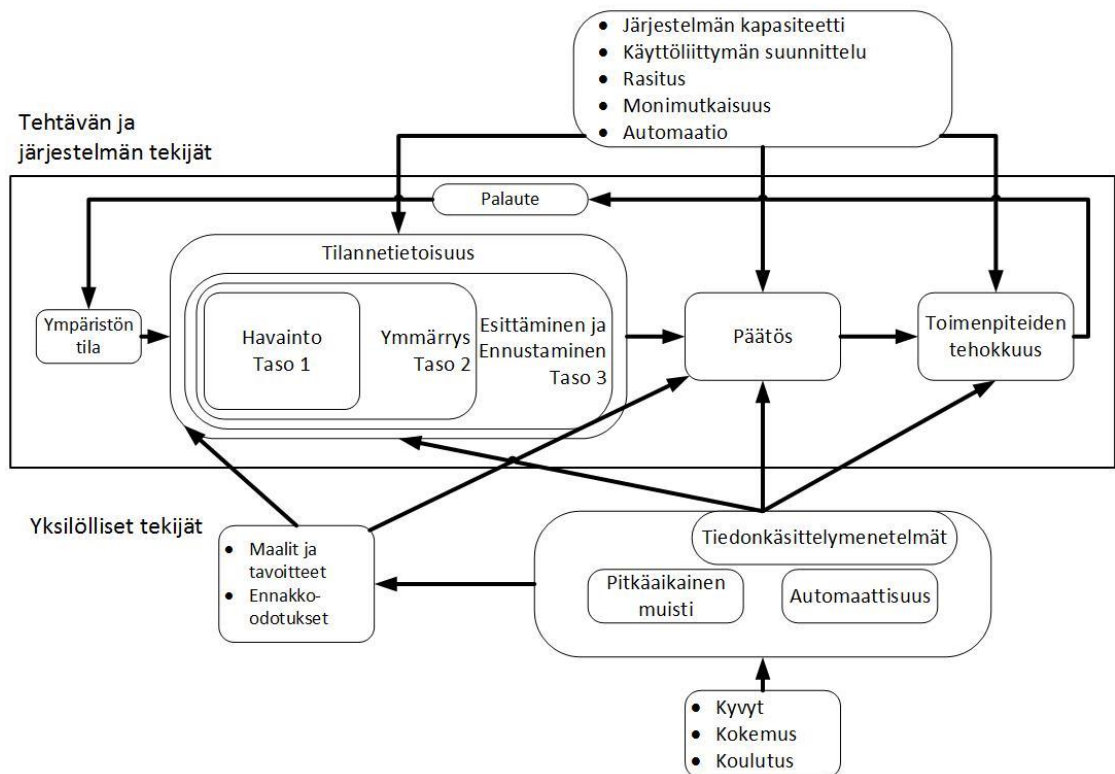 Järjestelmän kapasiteetti
Käyttöliittymän suunnittelu
Rasitus
Monimutkaisuus
Automaatio
Tehtävän ja
järjestelmän tekijät
Palaute
Tilannetietoisuus
Ympäristön
tila
Havainto
Taso 1
Ymmärrys
Taso 2
Esittäminen ja
Ennustaminen
Taso 3
Päätös
Toimenpiteiden
tehokkuus
Yksilölliset tekijät
Maalit ja
tavoitteet
Ennakko-
odotukset
Tiedonkäsittelymenetelmät
Pitkäaikainen
muisti
Automaattisuus
Kyvyt
Kokemus
Koulutus